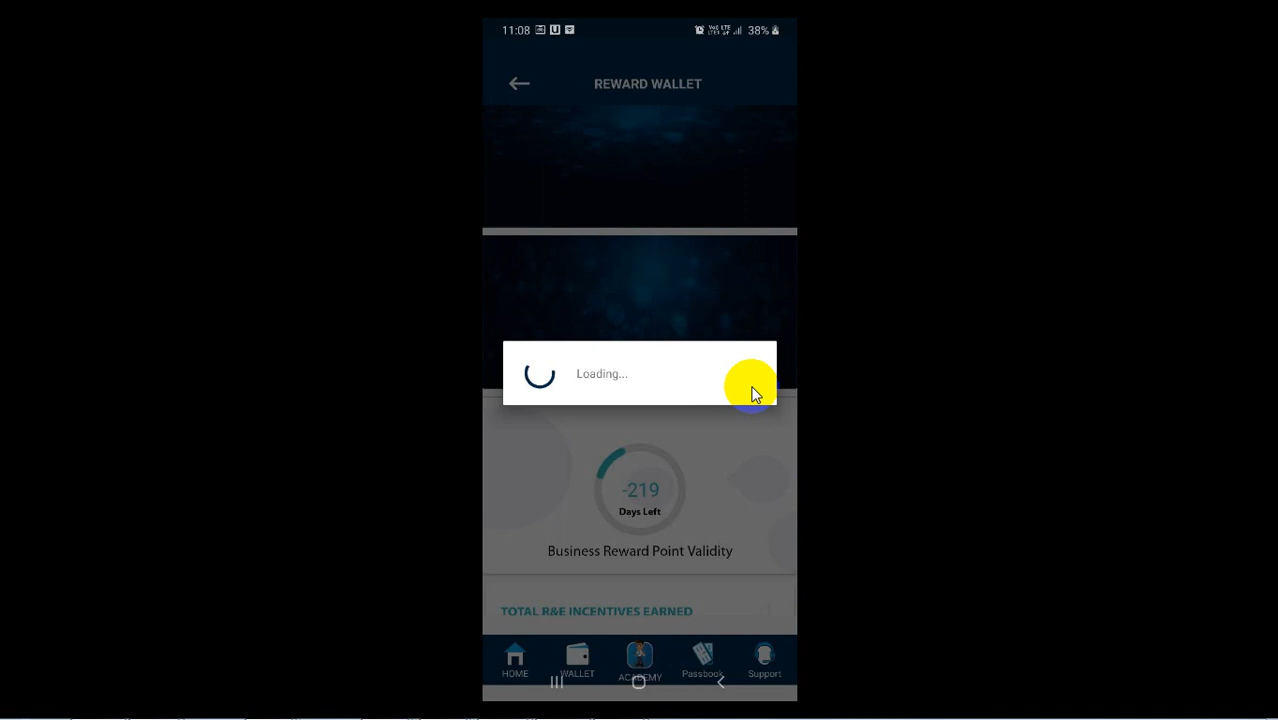 11:08 38%
REWARD WALLET
Loading...
-219
Days Left
Business Reward Point Validity
TOTAL R&E INCENTIVES EARNED
HOME WALLET ACADEMY Passbook Support